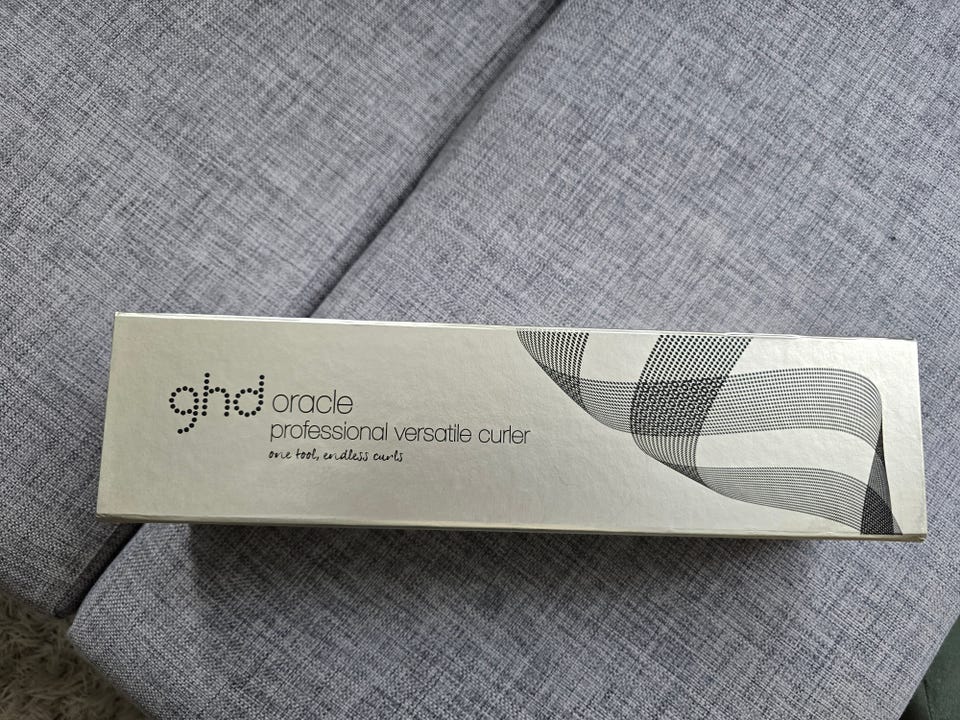 ghd oracle
professional versatile curler
one tool, endless curls